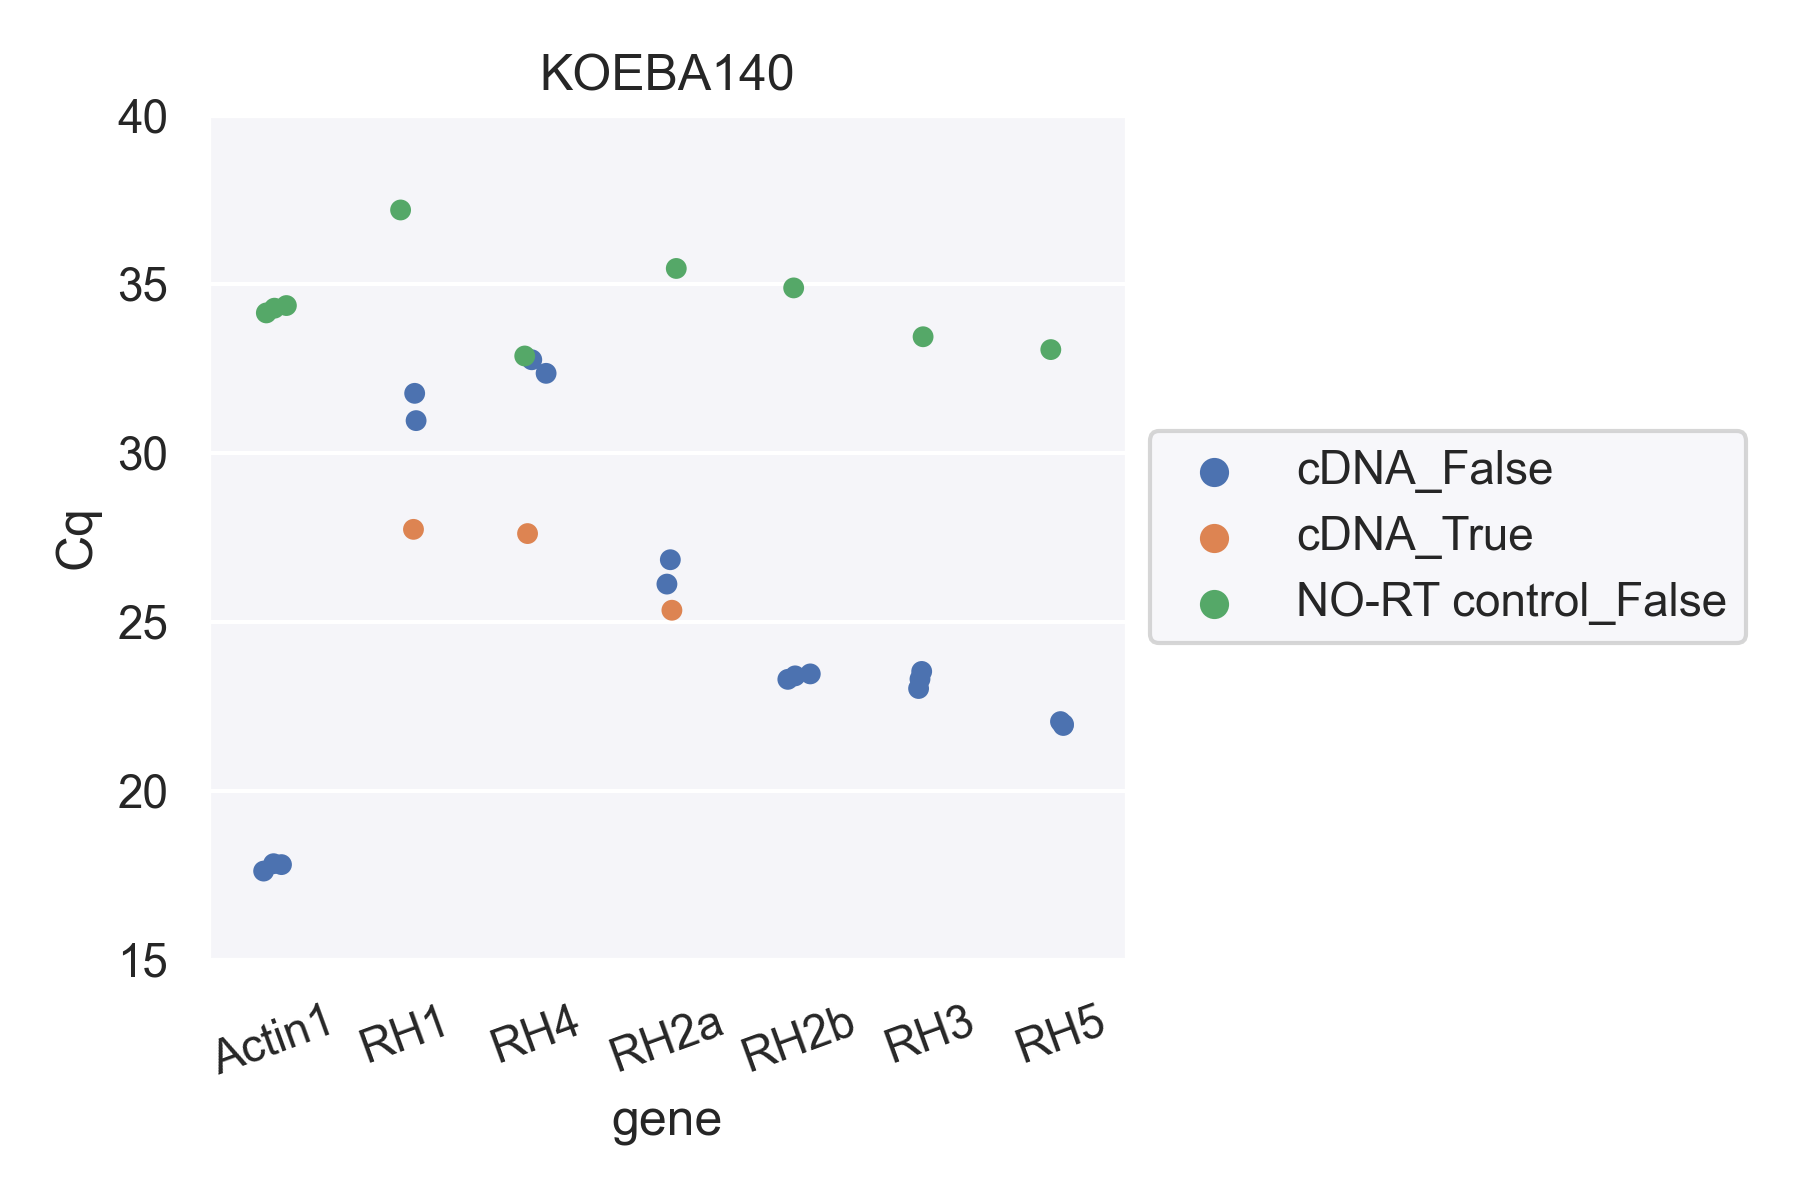 KOEBA140
40
35
30
25
20
15
Cq
Actin1
RH1
RH4
RH2a
RH2b
RH3
RH5
gene
cDNA_False
cDNA_True
NO-RT control_False